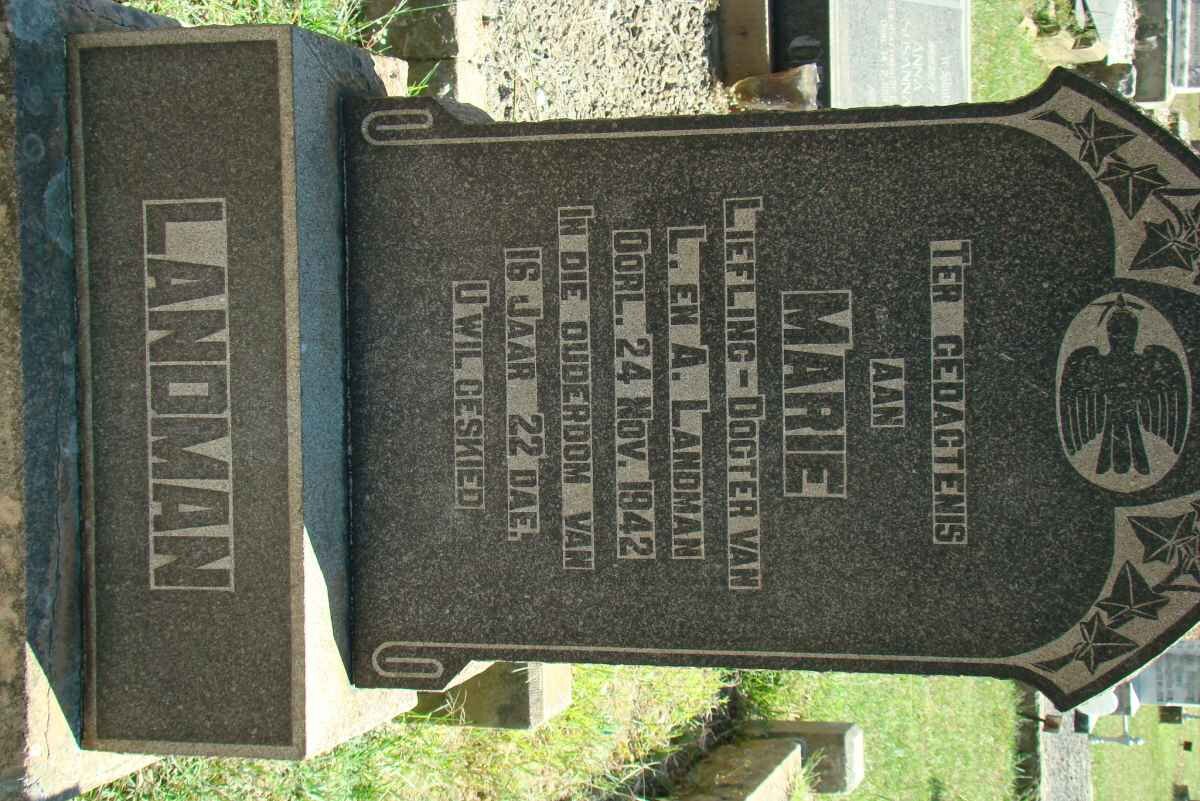 TER GEDAGTENIS
AAN
MARIE
LIEFLING-DOGTER VAN
L. EN A. LANDMAN
OORL. 24 NOV. 1942
IN DIE OUDERDOM VAN
16 JAAR 22 DAE.
U WIL GESKIED
LANDMAN